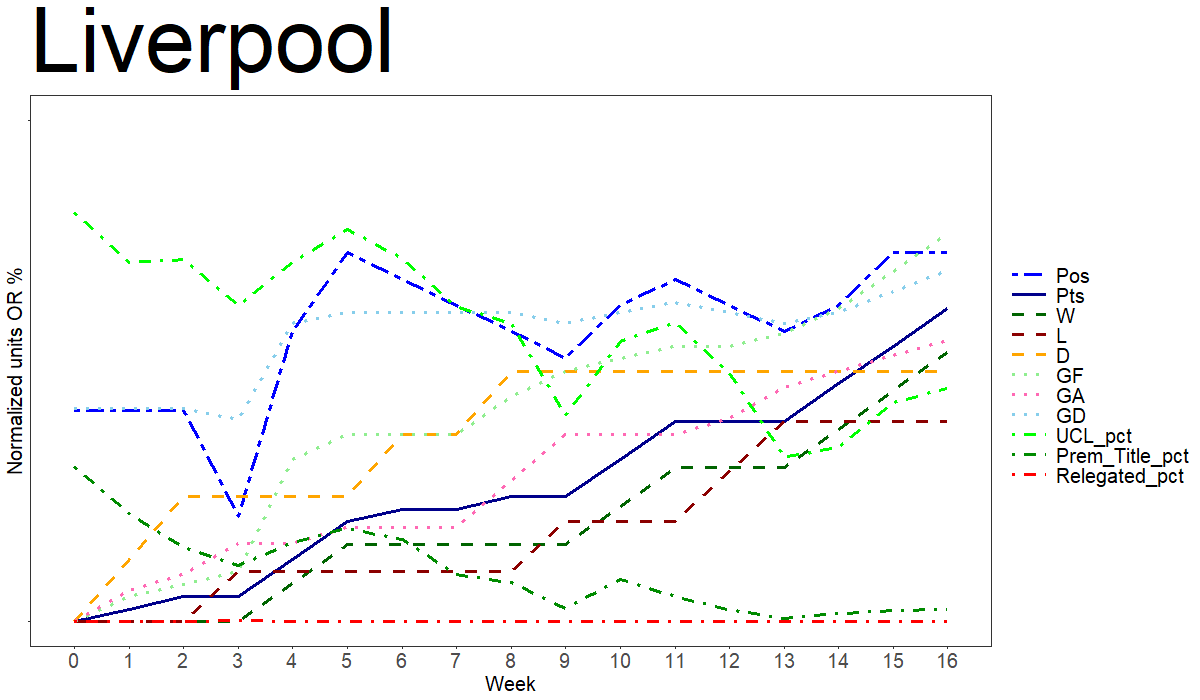 Liverpool
Normalized units OR %
Pos
Pts
W
L
D
GF
GA
GD
UCL_pct
Prem_Title_pct
Relegated_pct
0 1 2 3 4 5 6 7 8 9 10 11 12 13 14 15 16
Week